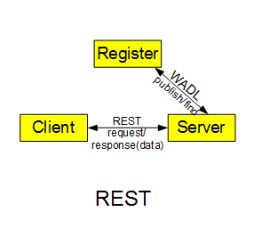 Register
WADL
publish/find
Client
REST
request/
response(data)
Server
REST